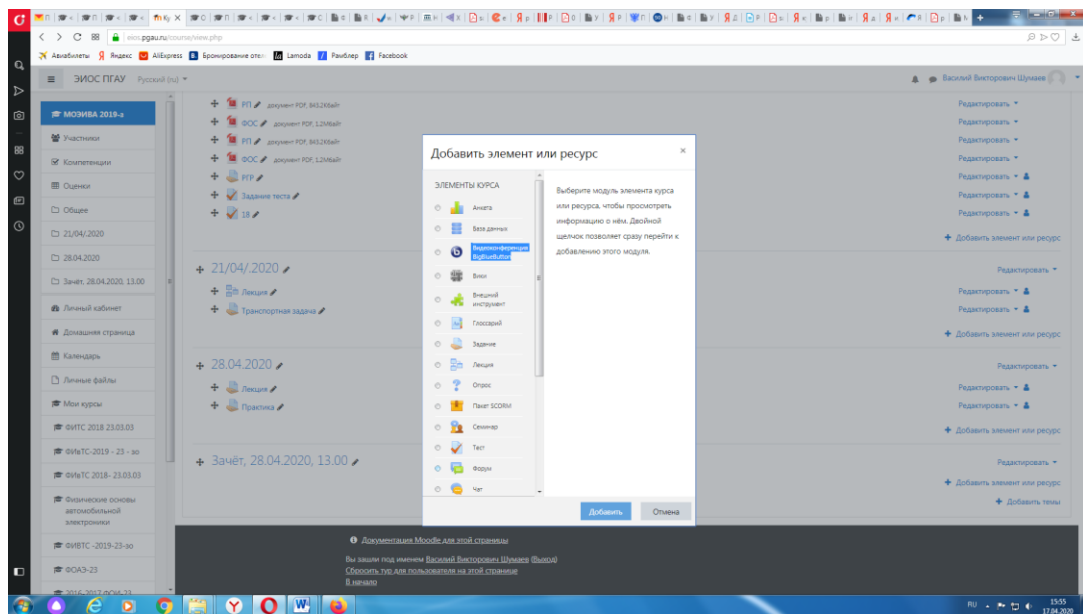 eios.pgau.ru/course/view.php
Авиабилеты Яндекс AliExpress Бронирование отел Lamoda Рамблер Facebook
ЭИОС ПГАУ Русский (ru)
Василий Викторович Шумаев
МОЭИВА 2019-з
Участники
Компетенции
Оценки
Общее
21/04/.2020
28.04.2020
Зачёт, 28.04.2020, 13.00
Личный кабинет
Домашняя страница
Календарь
Личные файлы
Мои курсы
ФИТС 2018 23.03.03
ФИвТС-2019 - 23 - зо
ФИвТС 2018- 23.03.03
Физические основы
автомобильной
электроники
ФИВТС -2019-23-зо
ФОАЭ-23
РП документ PDF, 843.2Кбайт
Редактировать
ФОС документ PDF, 1.2Мбайт
Редактировать
РП документ PDF, 843.2Кбайт
Редактировать
ФОС документ PDF, 1.2Мбайт
Редактировать
РГР
Редактировать
Задание теста
Редактировать
18
Редактировать
Добавить элемент или ресурс
21/04/.2020
Редактировать
Лекция
Редактировать
Транспортная задача
Редактировать
Добавить элемент или ресурс
28.04.2020
Редактировать
Лекция
Редактировать
Практика
Редактировать
Добавить элемент или ресурс
Зачёт, 28.04.2020, 13.00
Редактировать
Добавить элемент или ресурс
Добавить темы
Добавить элемент или ресурс
×
ЭЛЕМЕНТЫ КУРСА
Анкета
База данных
Видеоконференция
BigBlueButton
Вики
Внешний
инструмент
Глоссарий
Задание
Лекция
Опрос
Пакет SCORM
Семинар
Тест
Форум
Чат
Выберите модуль элемента курса
или ресурса, чтобы просмотреть
информацию о нём. Двойной
щелчок позволяет сразу перейти к
добавлению этого модуля.
Добавить Отмена
Документация Moodle для этой страницы
Вы зашли под именем Василий Викторович Шумаев (Выход)
Сбросить тур для пользователя на этой странице
В начало
RU
15:55
17.04.2020